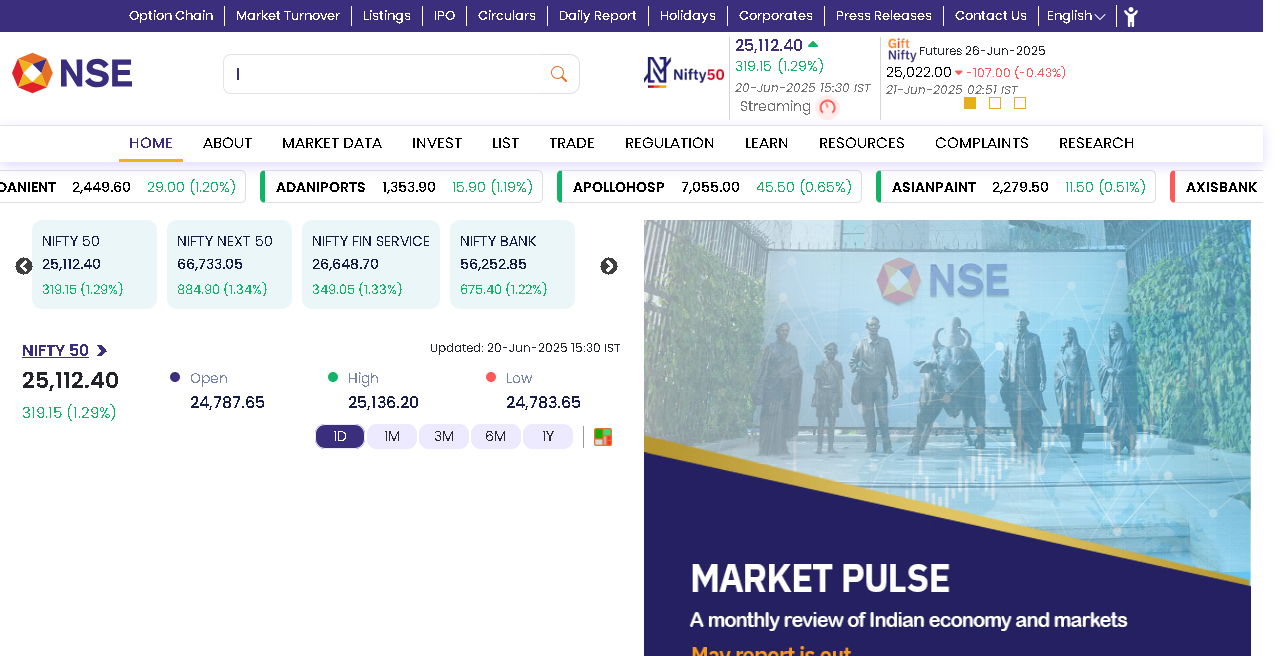 Option Chain Market Turnover Listings IPO Circulars Daily Report Holidays Corporates Press Releases Contact Us English
NSE
Nifty50
25,112.40
319.15 (1.29%)
20-Jun-2025 15:30 IST
Streaming
Gift
Nifty Futures 26-Jun-2025
25,022.00 -107.00 (-0.43%)
21-Jun-2025 02:51 IST
HOME ABOUT MARKET DATA INVEST LIST TRADE REGULATION LEARN RESOURCES COMPLAINTS RESEARCH
DANIENT 2,449.60 29.00 (1.20%) ADANIPORTS 1,353.90 15.90 (1.19%) APOLLOHOSP 7,055.00 45.50 (0.65%) ASIANPAINT 2,279.50 11.50 (0.51%) AXISBANK
NIFTY 50
25,112.40
319.15 (1.29%)
NIFTY NEXT 50
66,733.05
884.90 (1.34%)
NIFTY FIN SERVICE
26,648.70
349.05 (1.33%)
NIFTY BANK
56,252.85
675.40 (1.22%)
NIFTY 50
Updated: 20-Jun-2025 15:30 IST
25,112.40
319.15 (1.29%)
Open
24,787.65
High
25,136.20
Low
24,783.65
1D 1M 3M 6M 1Y
NSE
MARKET PULSE
A monthly review of Indian economy and markets
May report is out